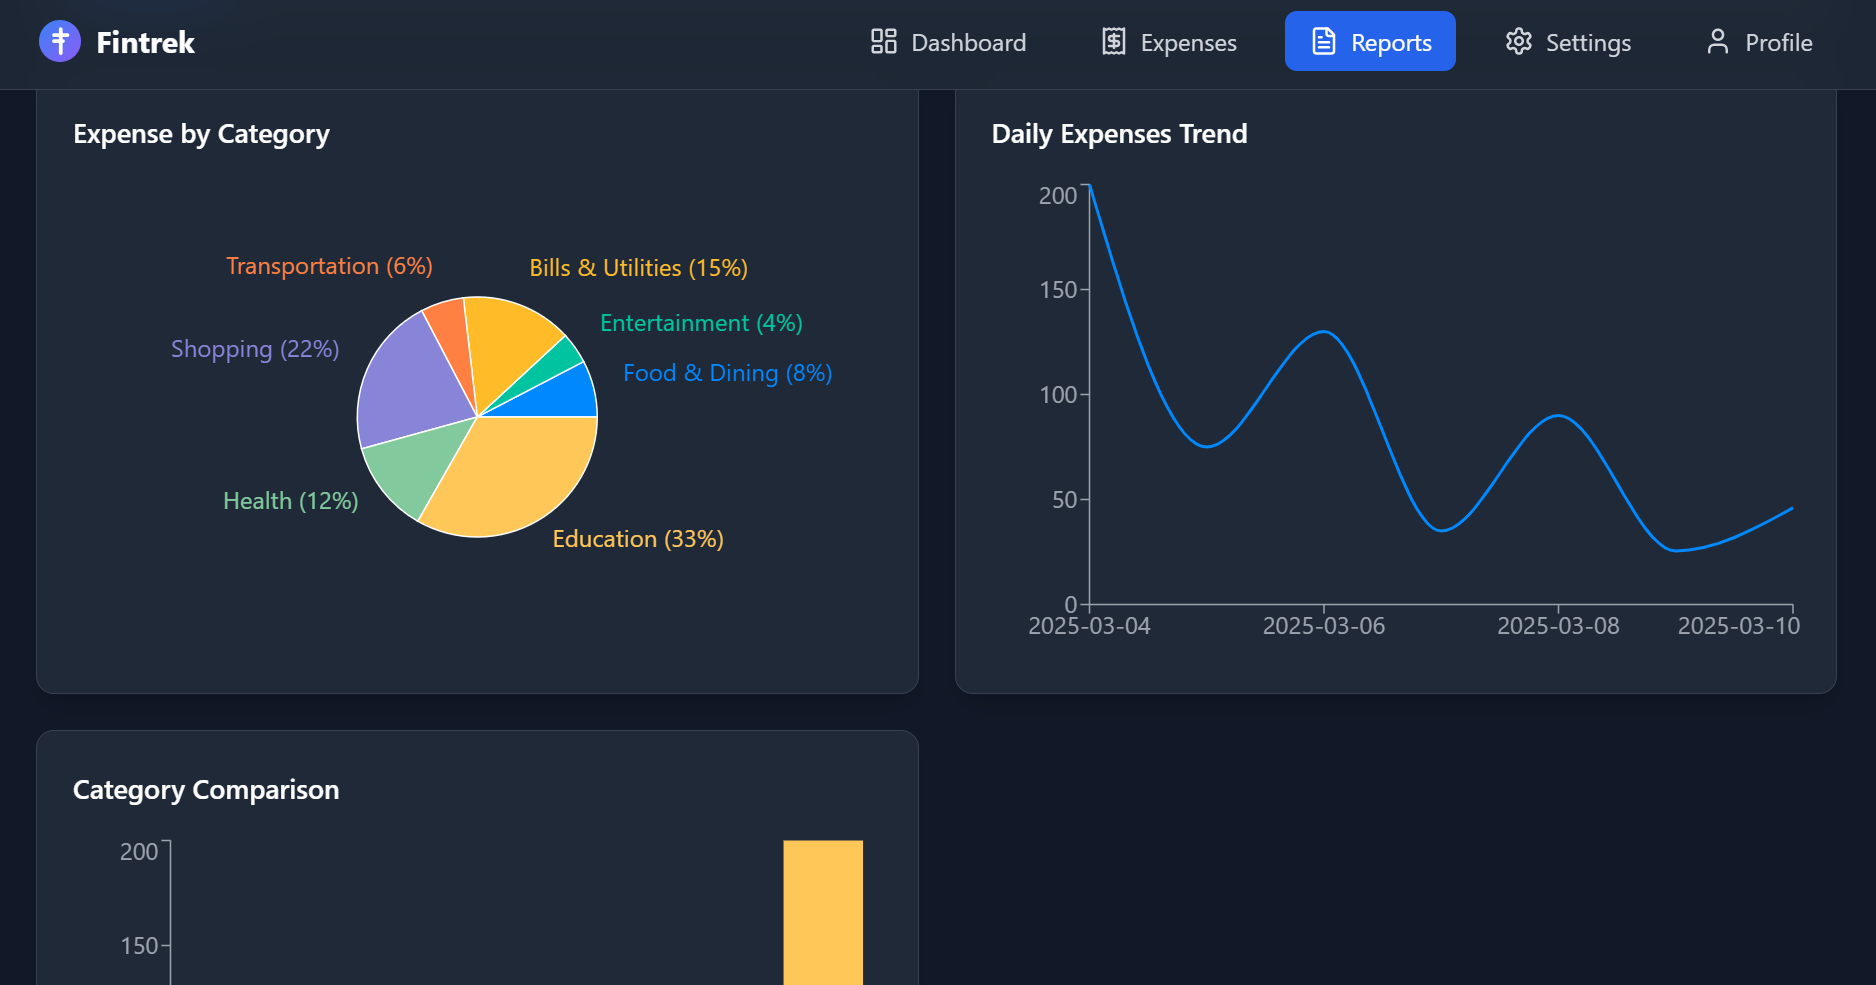 Fintrek
Dashboard
Expenses
Reports
Settings
Profile
Expense by Category
Transportation (6%)
Bills & Utilities (15%)
Entertainment (4%)
Shopping (22%)
Food & Dining (8%)
Health (12%)
Education (33%)
Daily Expenses Trend
200
150
100
50
0
2025-03-04
2025-03-06
2025-03-08
2025-03-10
Category Comparison
200
150